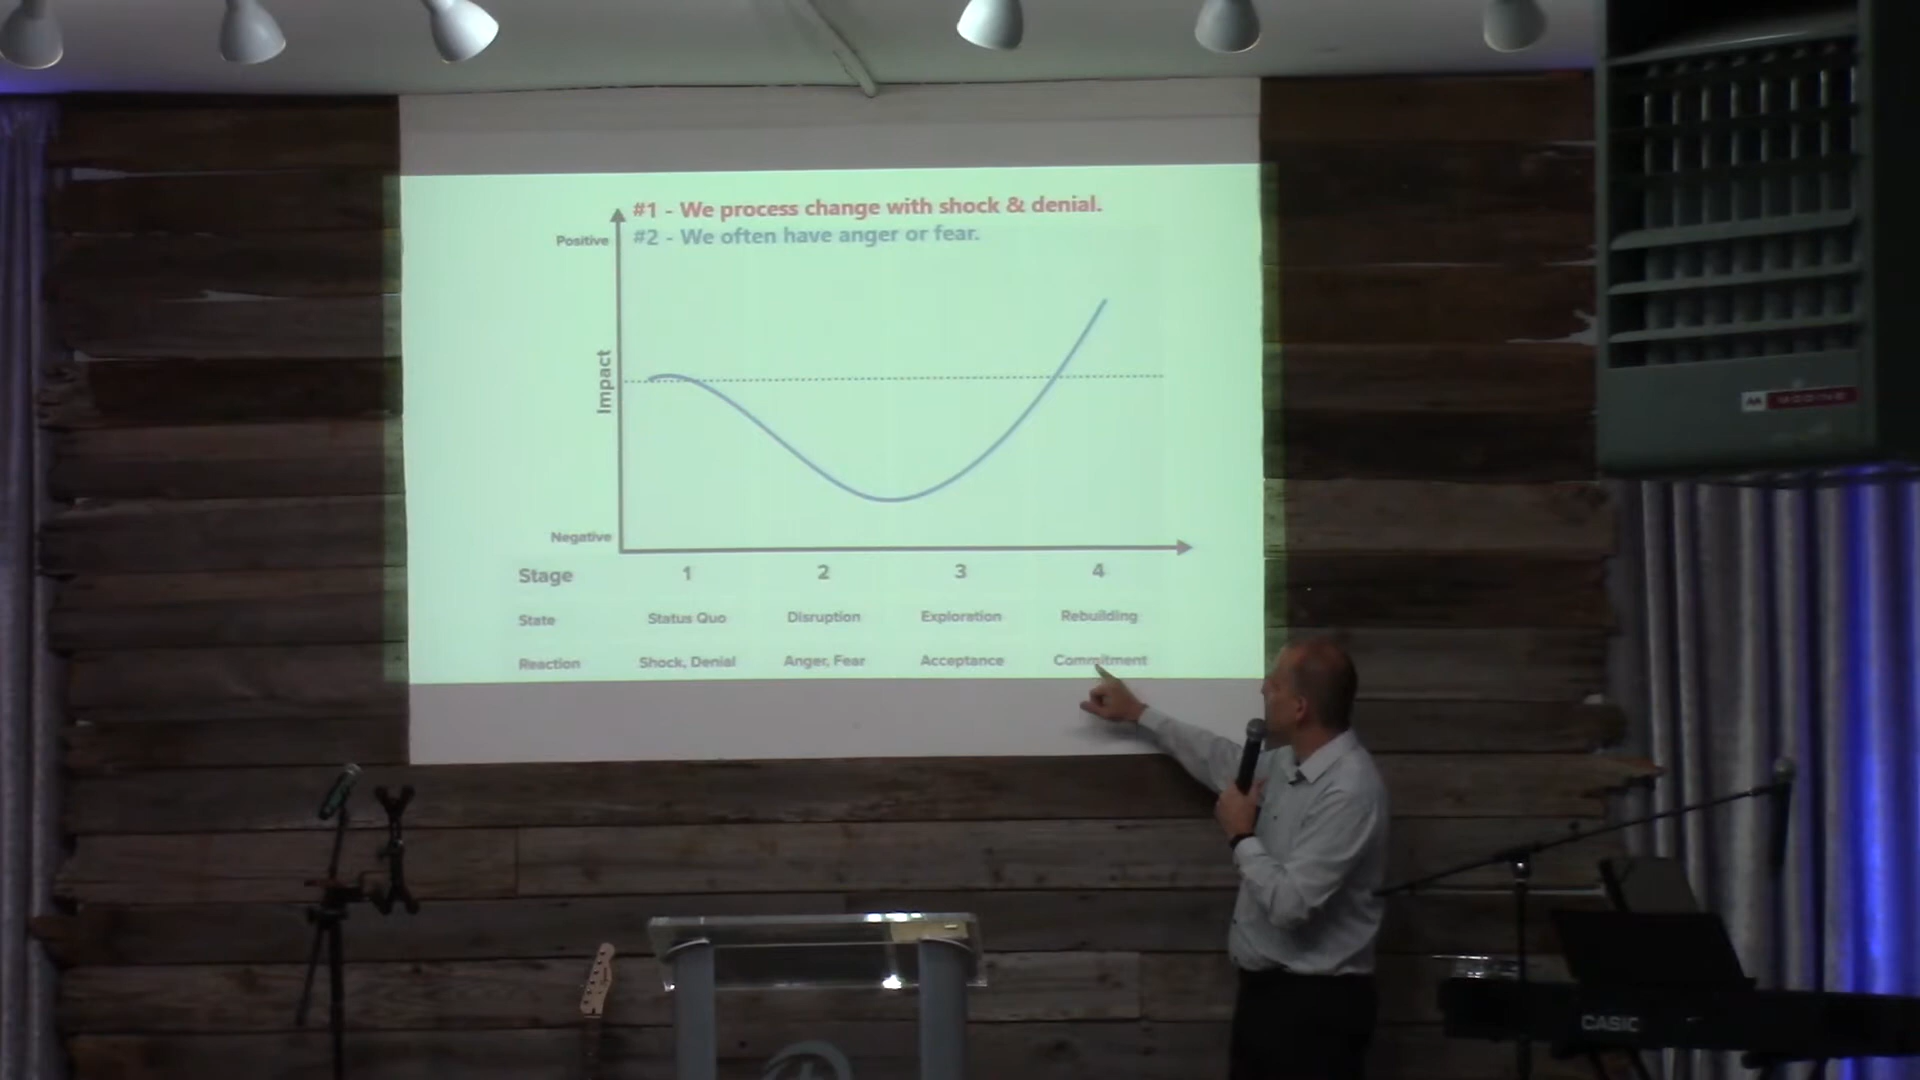 #1 - We process change with shock & denial.
#2 - We often have anger or fear.
Positive
Impact
Negative
Stage 1 2 3 4
State Status Quo Disruption Exploration Rebuilding
Reaction Shock, Denial Anger, Fear Acceptance Commitment
MODINE
CASIO